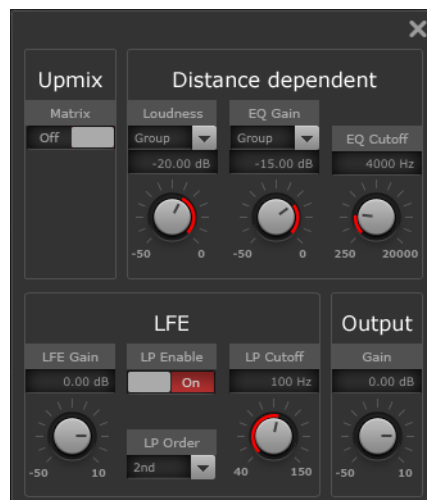 Upmix
Distance dependent
Matrix
Loudness
EQ Gain
Off
Group
Group
EQ Cutoff
-20.00 dB
-15.00 dB
4000 Hz
-50 0
-50 0
250 20000
LFE
Output
LFE Gain
LP Enable
LP Cutoff
Gain
0.00 dB
On
100 Hz
0.00 dB
LP Order
2nd
-50 10
40 150
-50 10